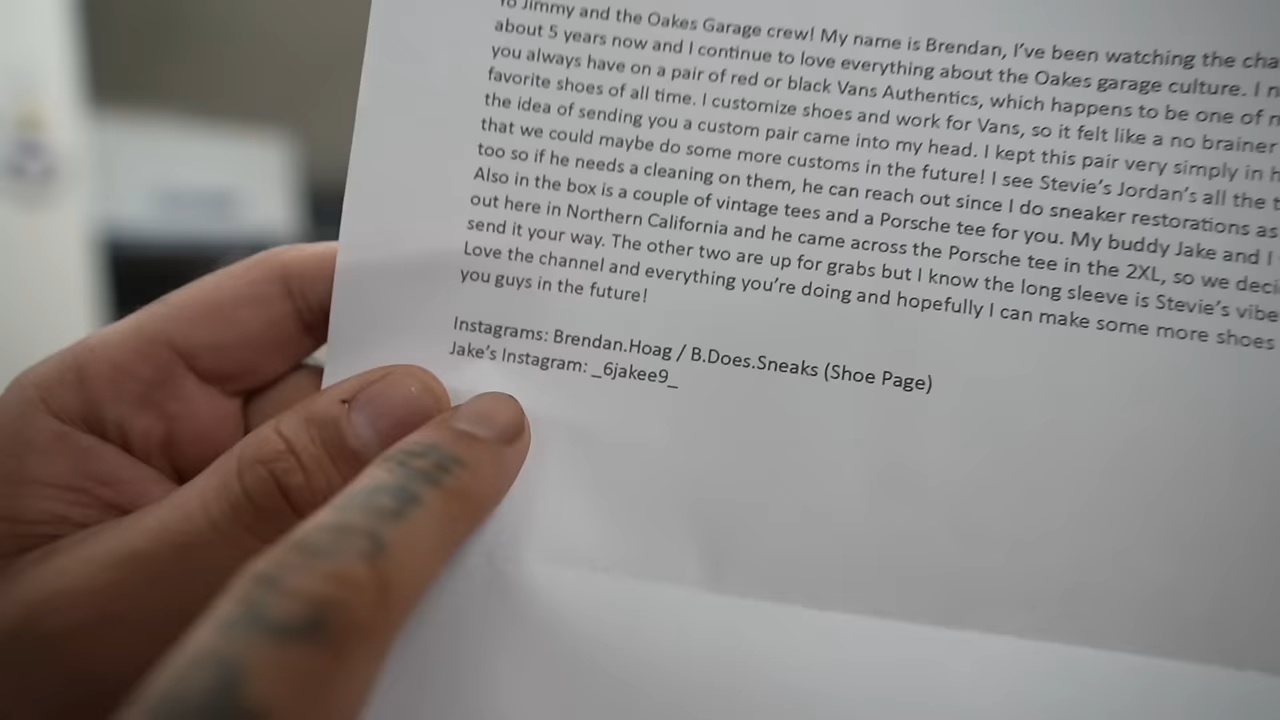 To Jimmy and the Oakes Garage crew! My name is Brendan, I've been watching the
about 5 years now and I continue to love everything about the Oakes garage culture. I
you always have on a pair of red or black Vans Authentics, which happens to be one of
favorite shoes of all time. I customize shoes and work for Vans, so it felt like a no brainer
the idea of sending you a custom pair came into my head. I kept this pair very simply in
that we could maybe do some more customs in the future! I see Stevie's Jordan's all the
too so if he needs a cleaning on them, he can reach out since I do sneaker restorations as
Also in the box is a couple of vintage tees and a Porsche tee for you. My buddy Jake and I
out here in Northern California and he came across the Porsche tee in the 2XL, so we
send it your way. The other two are up for grabs but I know the long sleeve is Stevie's vibe
Love the channel and everything you're doing and hopefully I can make some more shoes
you guys in the future!
Instagrams: Brendan.Hoag / B.Does.Sneaks (Shoe Page)
Jake's Instagram: _6jakee9_